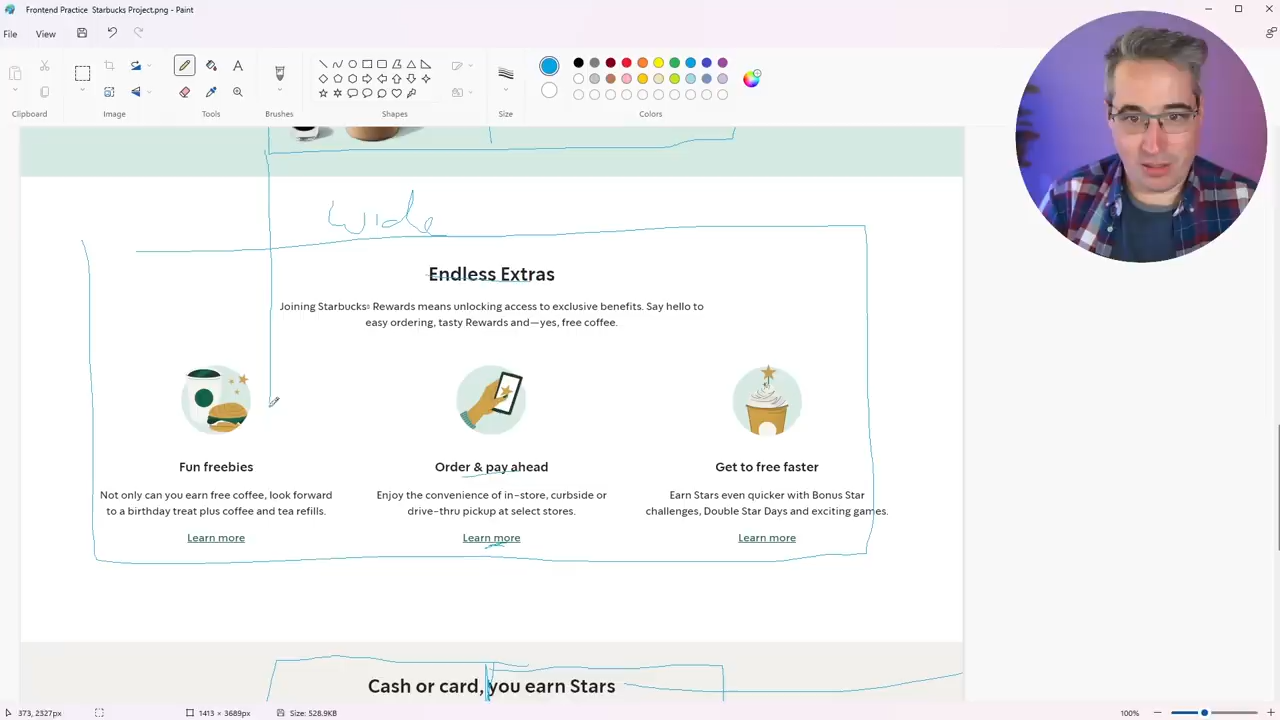 Frontend Practice Starbucks Project.png - Paint
File View
Clipboard Image Tools Brushes Shapes Size Colors
Wide
Endless Extras
Joining Starbucks® Rewards means unlocking access to exclusive benefits. Say hello to
easy ordering, tasty Rewards and—yes, free coffee.
Fun freebies
Not only can you earn free coffee, look forward
to a birthday treat plus coffee and tea refills.
Learn more
Order & pay ahead
Enjoy the convenience of in-store, curbside or
drive-thru pickup at select stores.
Learn more
Get to free faster
Earn Stars even quicker with Bonus Star
challenges, Double Star Days and exciting games.
Learn more
Cash or card, you earn Stars
373, 2327px 1413 × 3689px Size: 528.9KB 100%